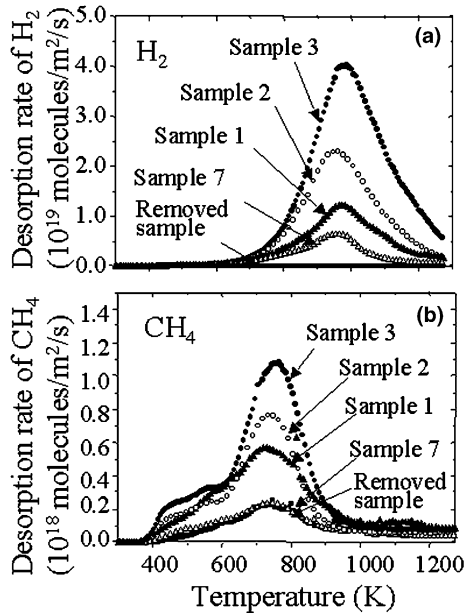 Desorption rate of H2
(10^19 molecules/m^2/s)
5.0
4.0
3.0
2.0
1.0
0.0
H2
(a)
Sample 3
Sample 2
Sample 1
Sample 7
Removed
sample
Desorption rate of CH4
(10^18 molecules/m^2/s)
1.4
1.2
1.0
0.8
0.6
0.4
0.2
0.0
CH4
(b)
Sample 3
Sample 2
Sample 1
Sample 7
Removed
sample
400 600 800 1000 1200
Temperature (K)